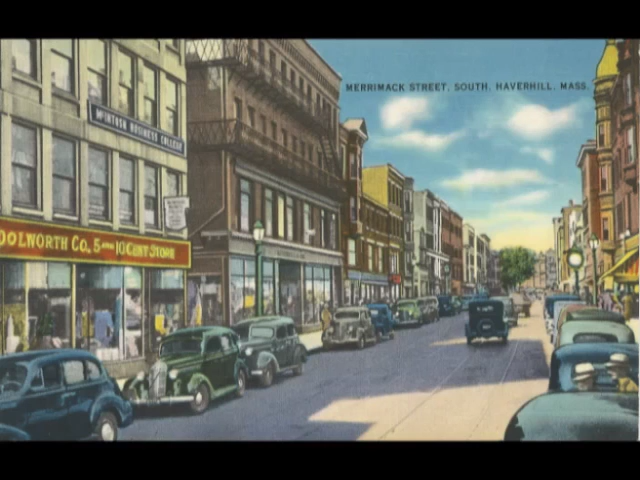 MERRIMACK STREET, SOUTH, HAVERHILL, MASS.
McINTOSH BUSINESS COLLEGE
OOLWORTH CO. 5 AND 10 CENT STORE